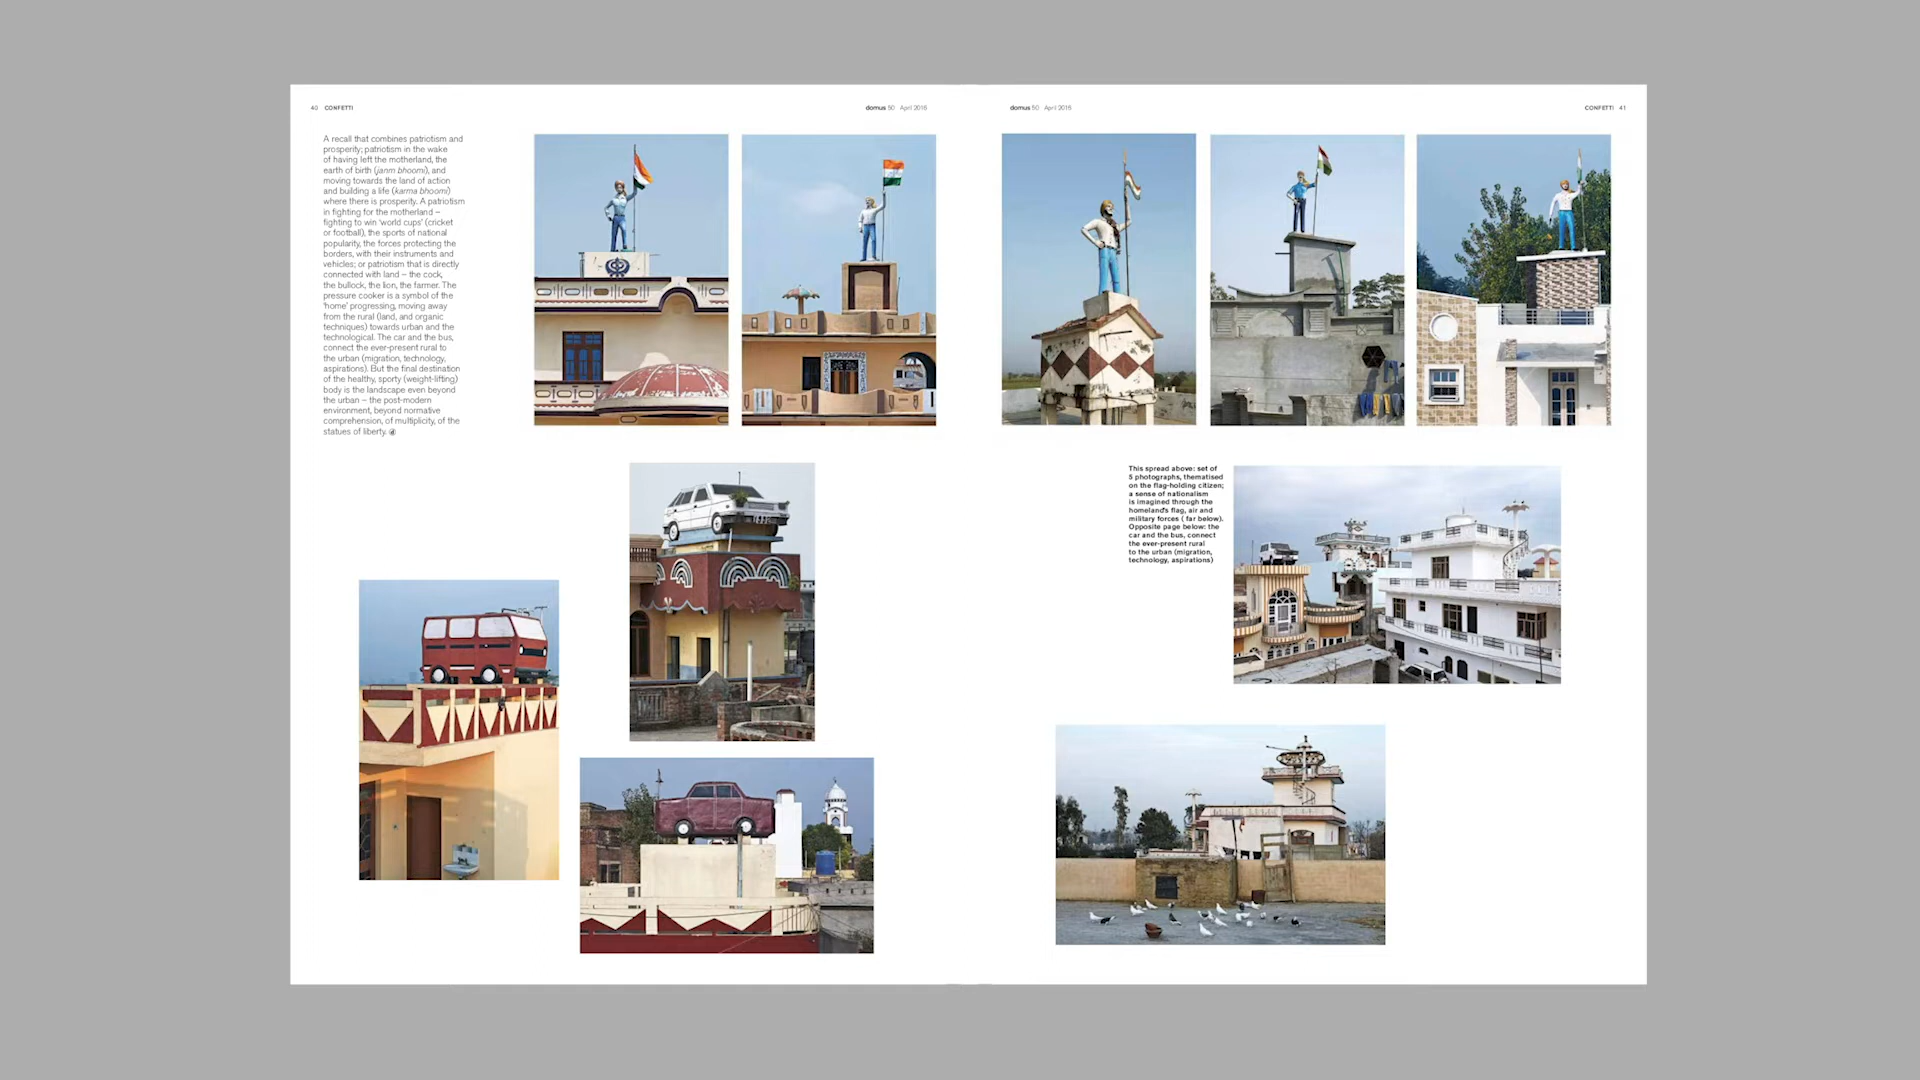 40 CONFETTI
domus 50 April 2016
A recall that combines patriotism and
prosperity; patriotism in the wake
of having left the motherland, the
earth of birth (janm bhoomi), and
moving towards the land of action
and building a life (karma bhoomi)
where there is prosperity. A patriotism
in fighting for the motherland –
fighting to win 'world cups' (cricket
or football), the sports of national
popularity, the forces protecting the
borders, with their instruments and
vehicles; or patriotism that is directly
connected with land – the cock,
the bullock, the lion, the farmer. The
pressure cooker is a symbol of the
'home' progressing, moving away
from the rural (land, and organic
techniques) towards urban and the
technological. The car and the bus,
connect the ever-present rural to
the urban (migration, technology,
aspirations). But the final destination
of the healthy, sporty (weight-lifting)
body is the landscape even beyond
the urban – the post-modern
environment, beyond normative
comprehension, of multiplicity, of the
statues of liberty.
domus 50 April 2016
CONFETTI 41
This spread above: set of
5 photographs, thematised
on the flag-holding citizen;
a sense of nationalism
is imagined through the
homeland's flag, air and
military forces ( far below).
Opposite page below: the
car and the bus, connect
the ever-present rural
to the urban (migration,
technology, aspirations)